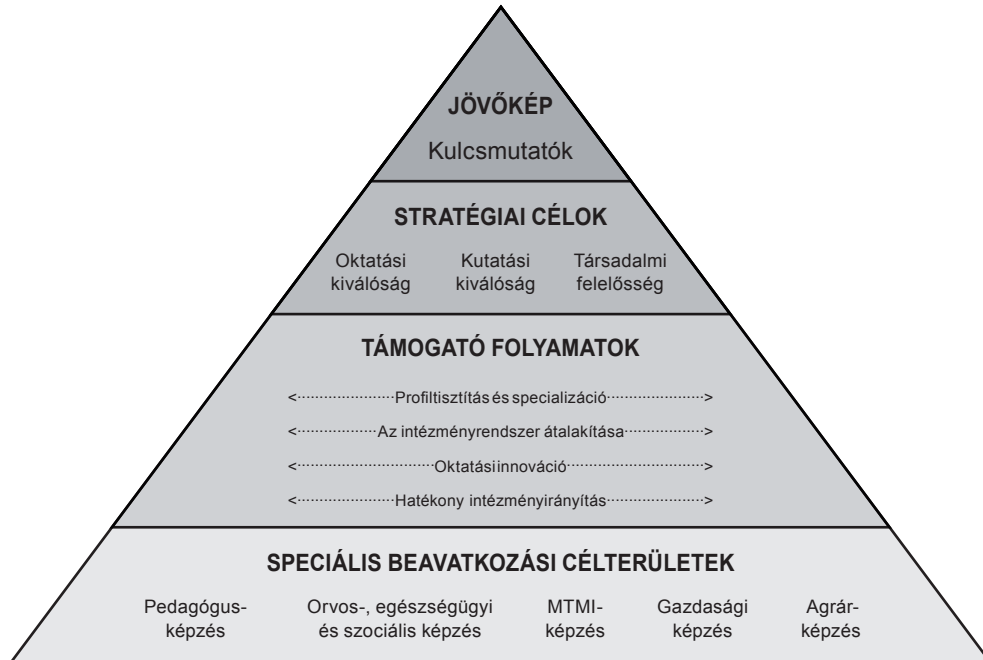 JÖVŐKÉP
Kulcsmutatók
STRATÉGIAI CÉLOK
Oktatási
kiválóság
Kutatási
kiválóság
Társadalmi
felelősség
TÁMOGATÓ FOLYAMATOK
<·····················Profiltisztítás és specializáció·····················>
<·················Az intézményrendszer átalakítása·················>
<·····························Oktatási innováció·····························>
<·····················Hatékony intézményirányítás·····················>
SPECIÁLIS BEAVATKOZÁSI CÉLTERÜLETEK
Pedagógus-
képzés
Orvos-, egészségügyi
és szociális képzés
MTMI-
képzés
Gazdasági
képzés
Agrár-
képzés